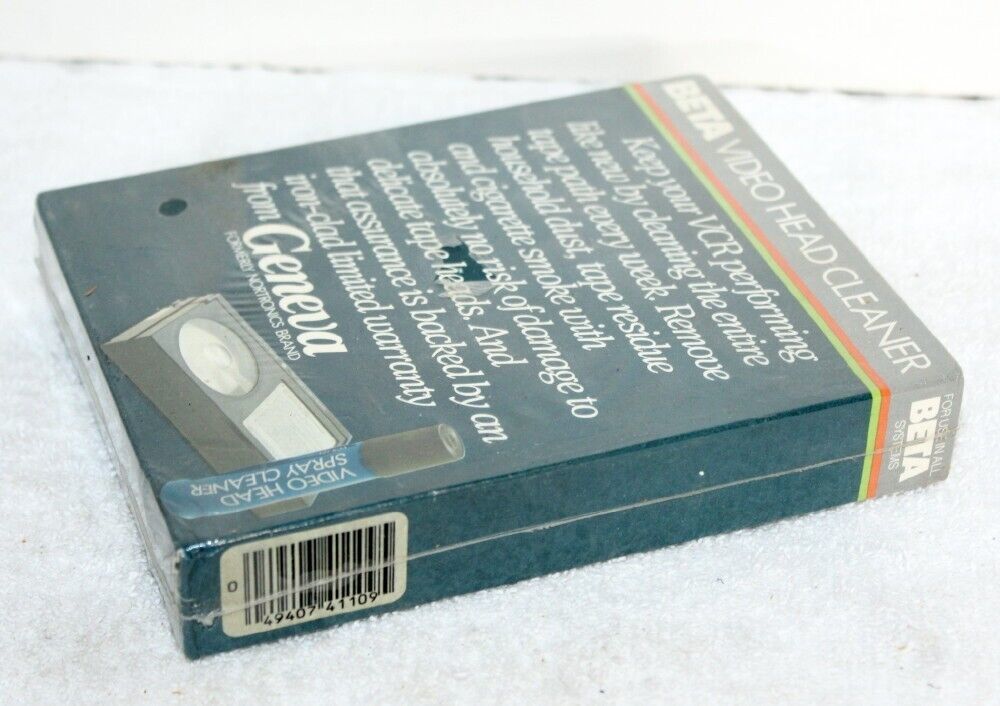 BETA VIDEO HEAD CLEANER
Keep your VCR performing
like new by cleaning the entire
tape path every week. Remove
household dust, tape residue
and cigarette smoke with
absolutely no risk of damage to
delicate tape heads. And
that assurance is backed by an
iron-clad limited warranty
from Geneva
FORMERLY NORTRONICS BRAND
VIDEO HEAD
SPRAY CLEANER
FOR USE IN ALL
BETA
SYSTEMS
0
49407 41109